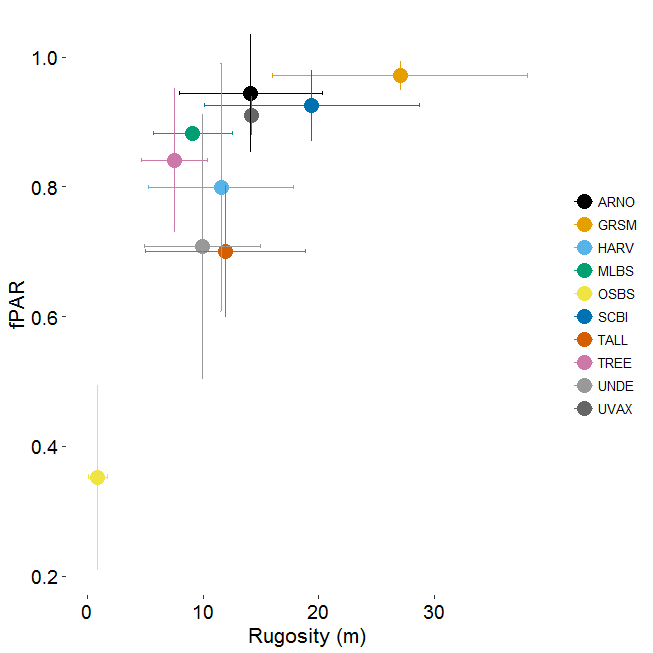 fPAR
1.0
0.8
0.6
0.4
0.2
0
10
20
30
Rugosity (m)
ARNO
GRSM
HARV
MLBS
OSBS
SCBI
TALL
TREE
UNDE
UVAX